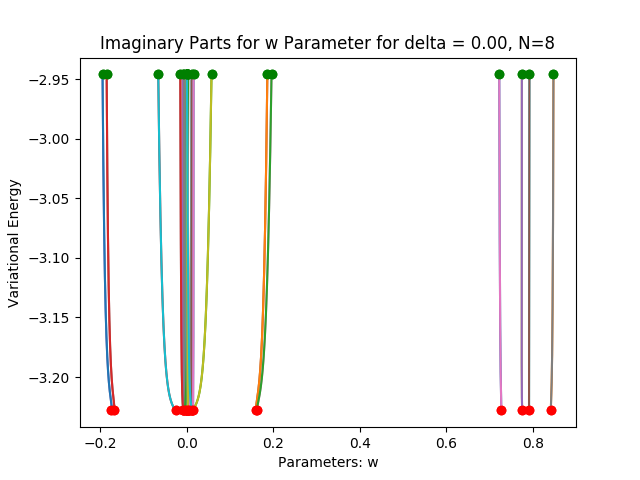 Imaginary Parts for w Parameter for delta = 0.00, N=8
−2.95
−3.00
−3.05
−3.10
−3.15
−3.20
Variational Energy
−0.2 0.0 0.2 0.4 0.6 0.8
Parameters: w